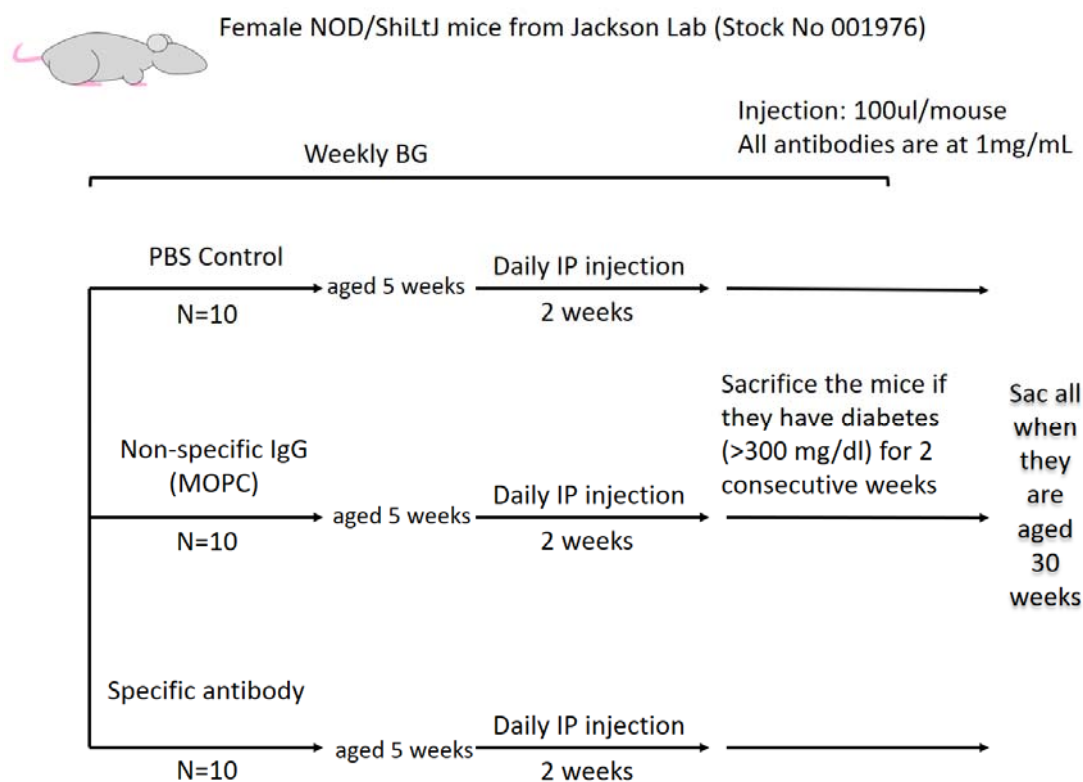 Female NOD/ShiLtJ mice from Jackson Lab (Stock No 001976)
Injection: 100ul/mouse
All antibodies are at 1mg/mL
Weekly BG
PBS Control
aged 5 weeks
Daily IP injection
N=10
2 weeks
Sacrifice the mice if
they have diabetes
(>300 mg/dl) for 2
consecutive weeks
Sac all
when
they
are
aged
30
weeks
Non-specific IgG
(MOPC)
aged 5 weeks
Daily IP injection
N=10
2 weeks
Specific antibody
aged 5 weeks
Daily IP injection
N=10
2 weeks